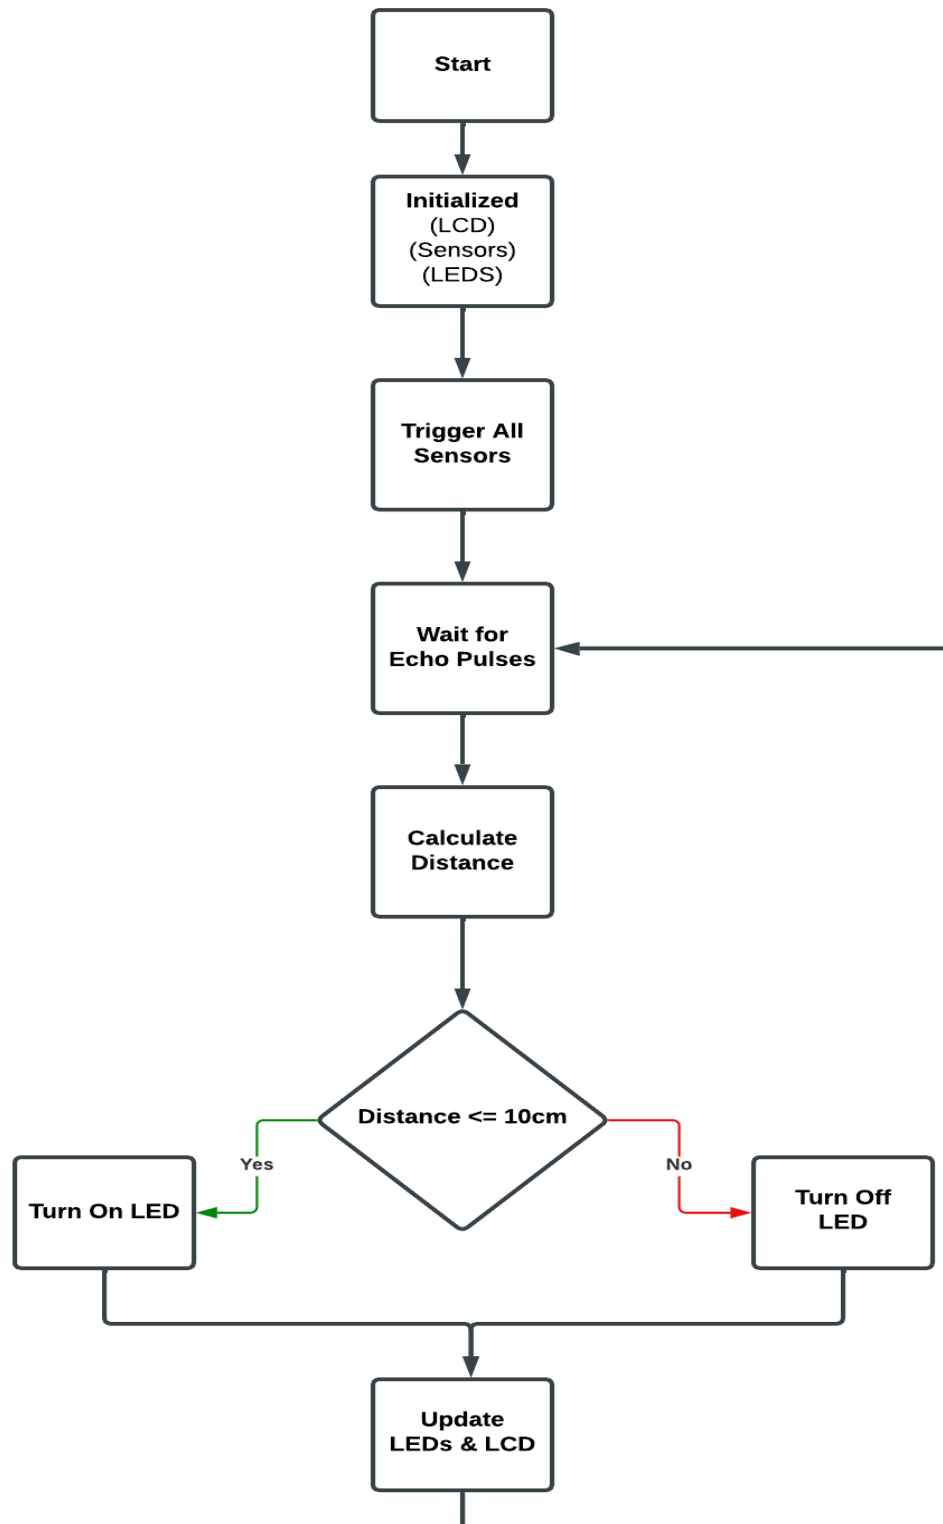 Start
Initialized
(LCD)
(Sensors)
(LEDS)
Trigger All
Sensors
Wait for
Echo Pulses
Calculate
Distance
Distance <= 10cm
Yes
No
Turn On LED
Turn Off
LED
Update
LEDs & LCD